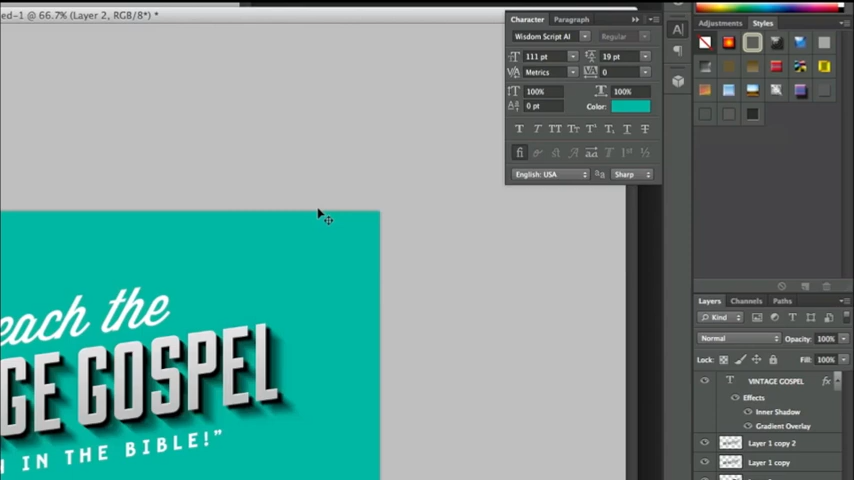 ed-1 @ 66.7% (Layer 2, RGB/8*) *
Character Paragraph
Wisdom Script AI Regular
111 pt 19 pt
Metrics 0
100% 100%
0 pt Color:
English: USA Sharp
Adjustments Styles
Layers Channels Paths
Kind
Normal Opacity: 100%
Lock: Fill: 100%
VINTAGE GOSPEL fx
Effects
Inner Shadow
Gradient Overlay
Layer 1 copy 2
Layer 1 copy
each the
GE GOSPEL
IN THE BIBLE!”